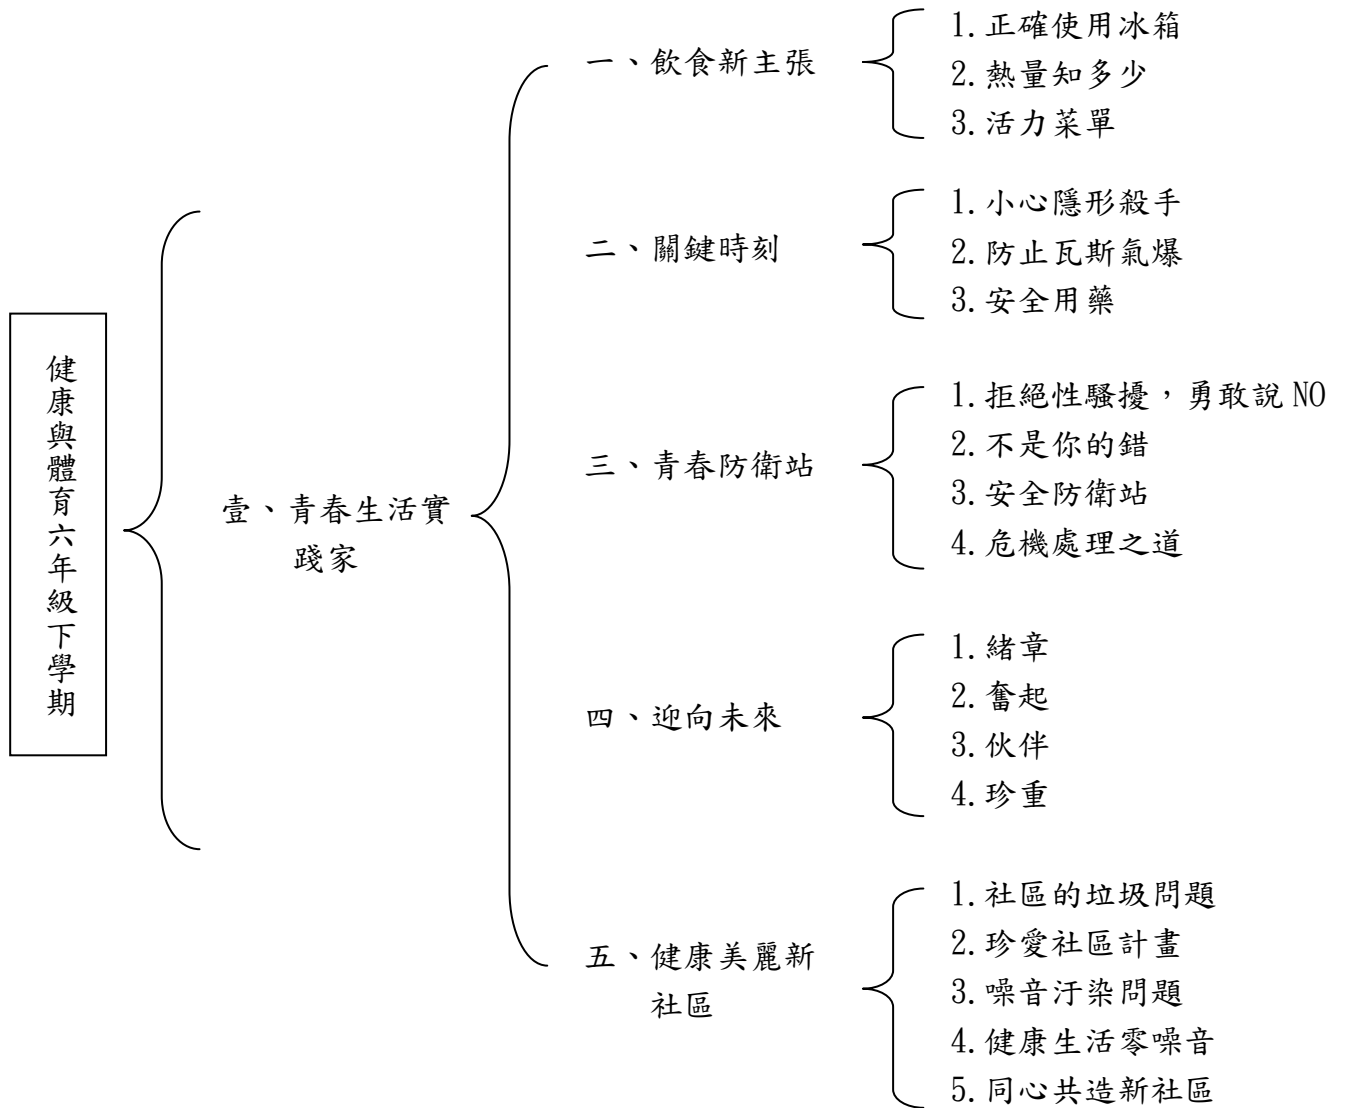 健康與體育六年級下學期
壹、青春生活實
踐家
一、飲食新主張
1.正確使用冰箱
2.熱量知多少
3.活力菜單
二、關鍵時刻
1.小心隱形殺手
2.防止瓦斯氣爆
3.安全用藥
三、青春防衛站
1.拒絕性騷擾，勇敢說 NO
2.不是你的錯
3.安全防衛站
4.危機處理之道
四、迎向未來
1.緒章
2.奮起
3.伙伴
4.珍重
五、健康美麗新
社區
1.社區的垃圾問題
2.珍愛社區計畫
3.噪音汙染問題
4.健康生活零噪音
5.同心共造新社區